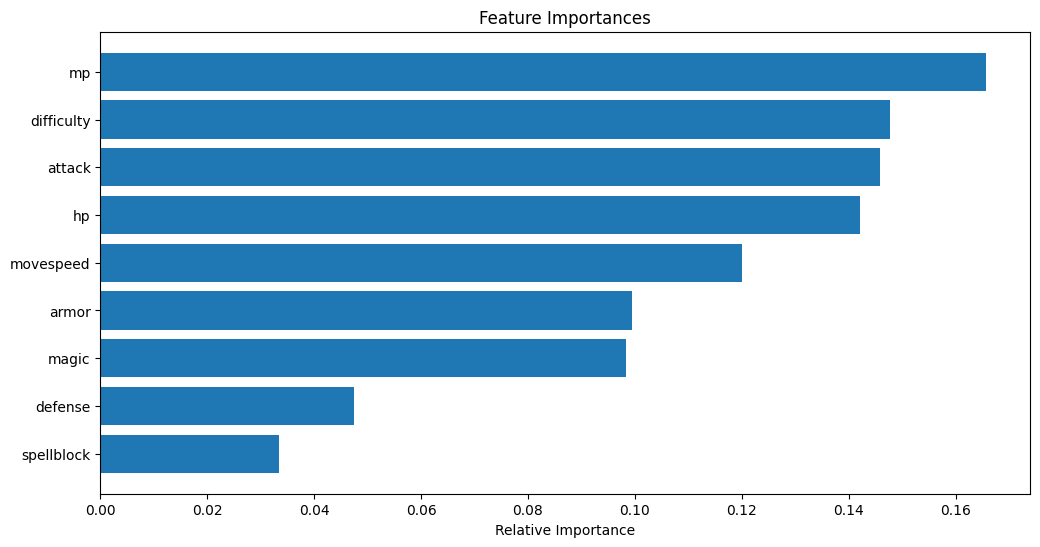 Feature Importances
mp
difficulty
attack
hp
movespeed
armor
magic
defense
spellblock
0.00 0.02 0.04 0.06 0.08 0.10 0.12 0.14 0.16
Relative Importance